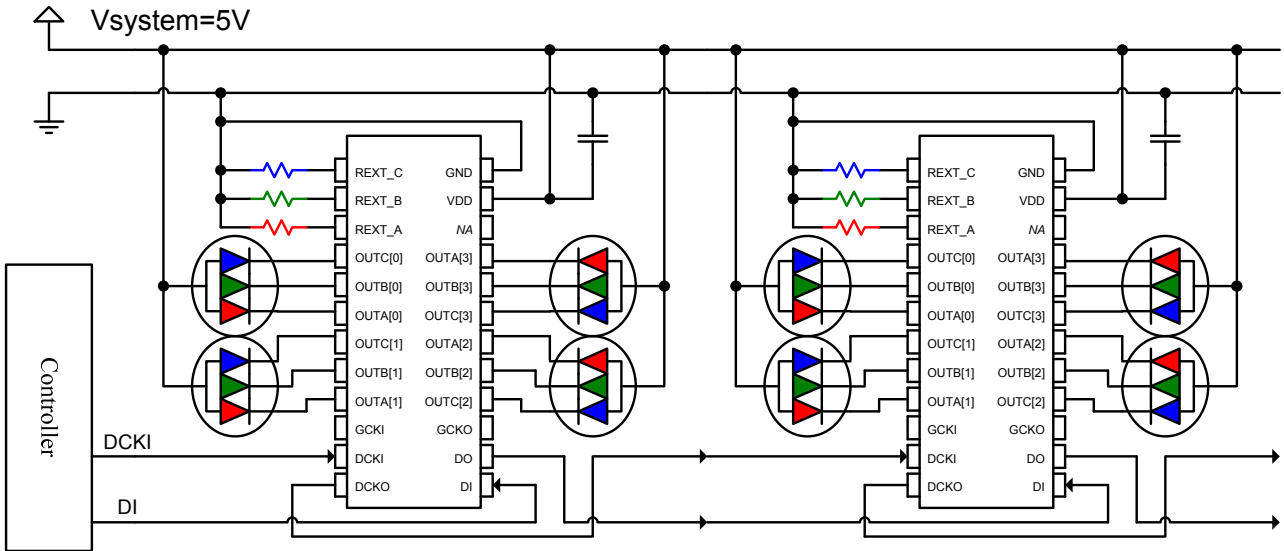 Vsystem=5V
REXT_C GND
REXT_B VDD
REXT_A NA
OUTC[0] OUTA[3]
OUTB[0] OUTB[3]
OUTA[0] OUTC[3]
OUTC[1] OUTA[2]
OUTB[1] OUTB[2]
OUTA[1] OUTC[2]
GCKI GCKO
DCKI DO
DCKO DI
REXT_C GND
REXT_B VDD
REXT_A NA
OUTC[0] OUTA[3]
OUTB[0] OUTB[3]
OUTA[0] OUTC[3]
OUTC[1] OUTA[2]
OUTB[1] OUTB[2]
OUTA[1] OUTC[2]
GCKI GCKO
DCKI DO
DCKO DI
Controller
DCKI
DI